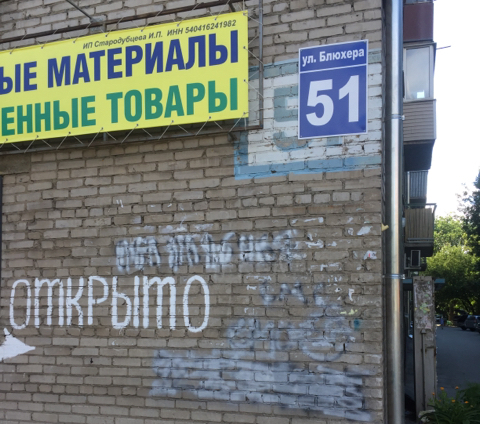 ИП Стародубцева И.П. ИНН 540416241982
ЫЕ МАТЕРИАЛЫ
ЕННЫЕ ТОВАРЫ
ул. Блюхера
51
ОТКРЫТО